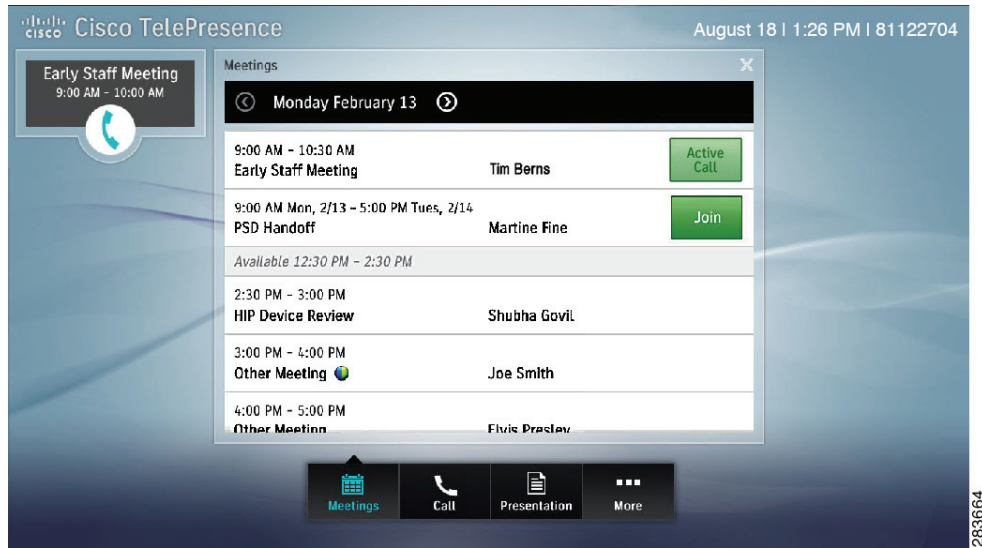 cisco Cisco TelePresence
August 18 | 1:26 PM | 81122704
Early Staff Meeting
9:00 AM - 10:00 AM
Meetings
X
Monday February 13
9:00 AM - 10:30 AM
Early Staff Meeting
Tim Berns
Active
Call
9:00 AM Mon, 2/13 - 5:00 PM Tues, 2/14
PSD Handoff
Martine Fine
Join
Available 12:30 PM - 2:30 PM
2:30 PM - 3:00 PM
HIP Device Review
Shubha Govil
3:00 PM - 4:00 PM
Other Meeting
Joe Smith
4:00 PM - 5:00 PM
Other Meeting
Elvis Presley
Meetings
Call
Presentation
More
283664